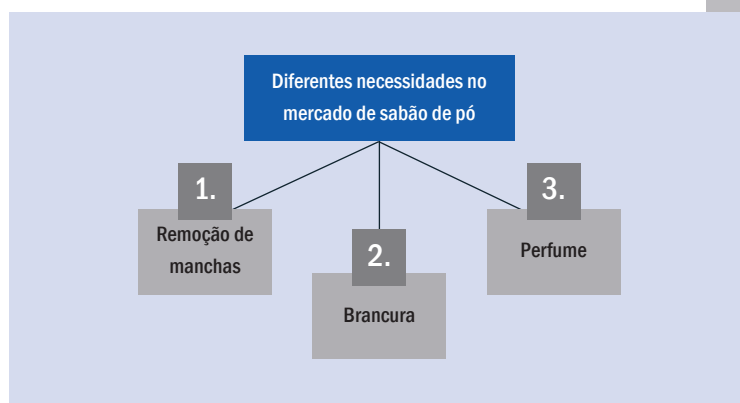 Diferentes necessidades no
mercado de sabão de pó
1.
Remoção de
manchas
2.
Brancura
3.
Perfume